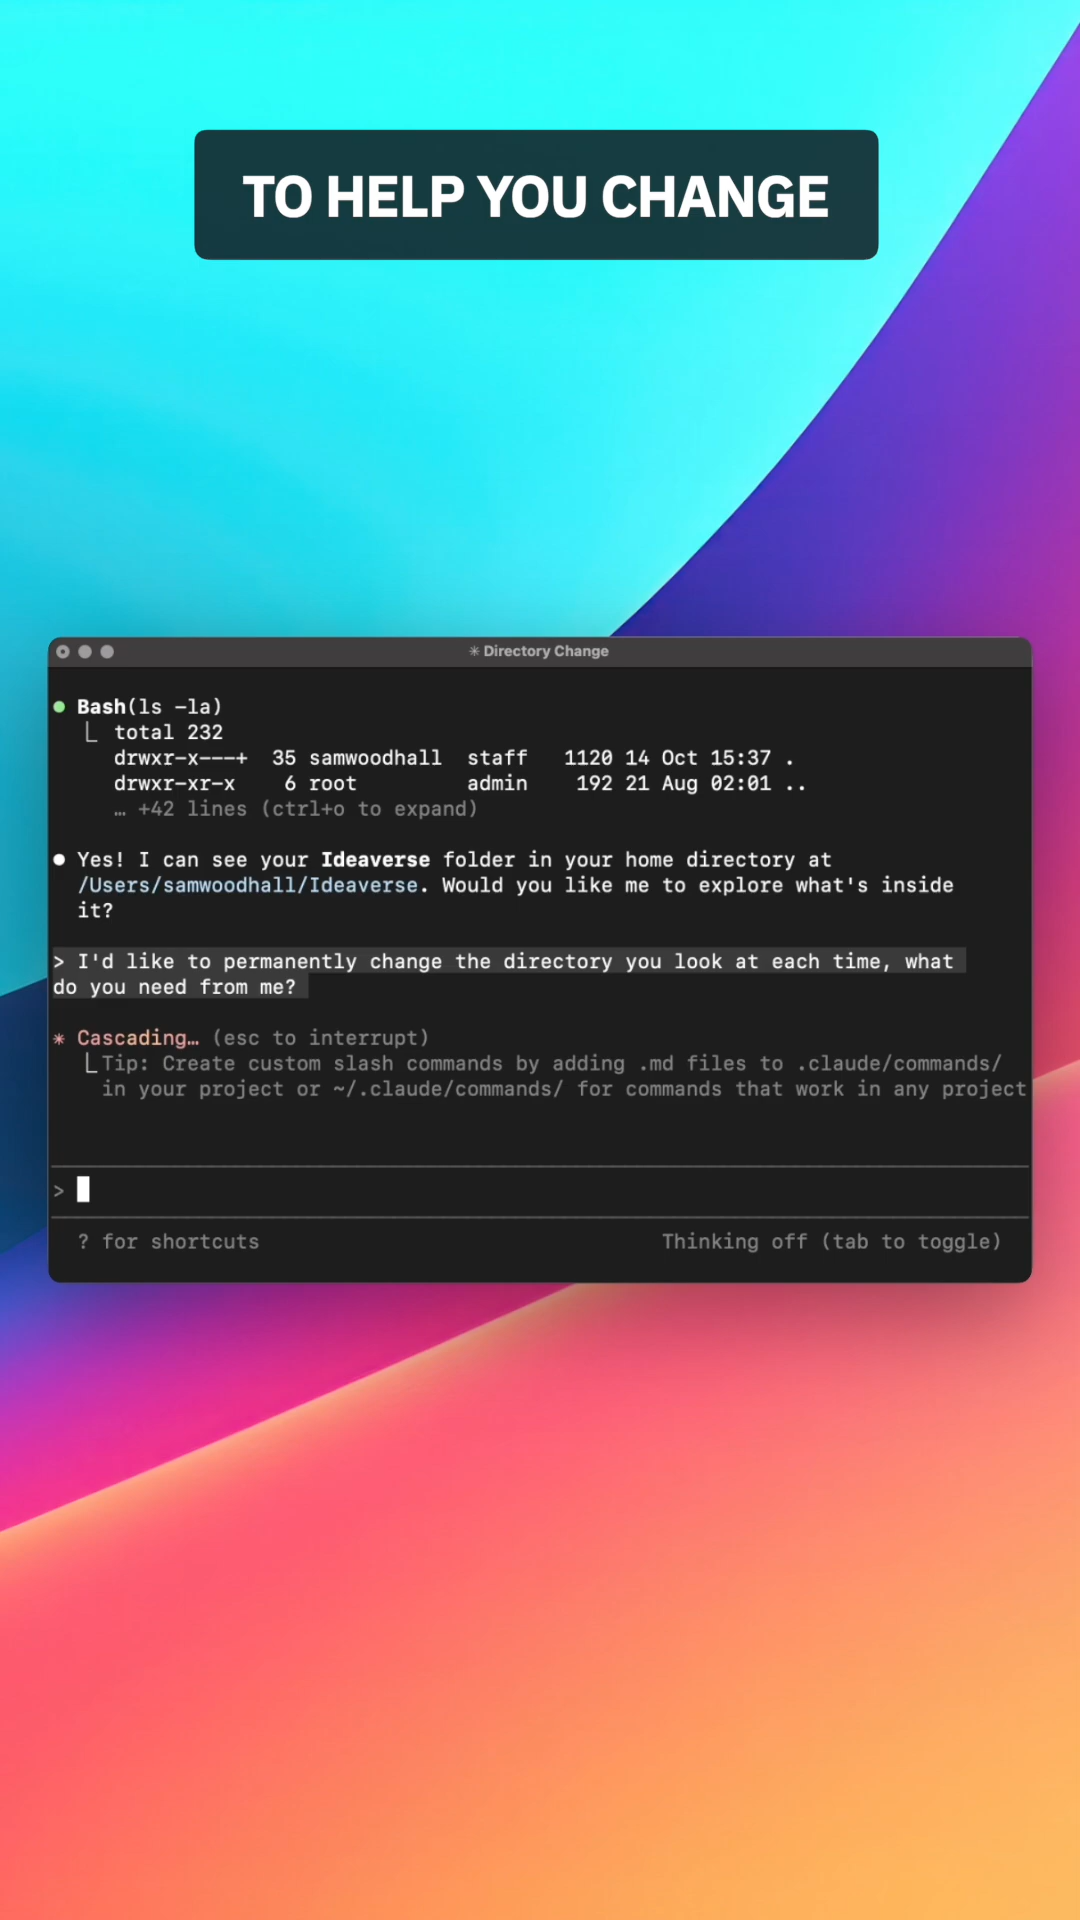 TO HELP YOU CHANGE
✳ Directory Change
● Bash(ls -la)
⎿ total 232
drwxr-x---+ 35 samwoodhall staff 1120 14 Oct 15:37 .
drwxr-xr-x 6 root admin 192 21 Aug 02:01 ..
… +42 lines (ctrl+o to expand)
● Yes! I can see your Ideaverse folder in your home directory at
/Users/samwoodhall/Ideaverse. Would you like me to explore what's inside
it?
> I'd like to permanently change the directory you look at each time, what
do you need from me?
✳ Cascading… (esc to interrupt)
⎿ Tip: Create custom slash commands by adding .md files to .claude/commands/
in your project or ~/.claude/commands/ for commands that work in any project
>
? for shortcuts Thinking off (tab to toggle)